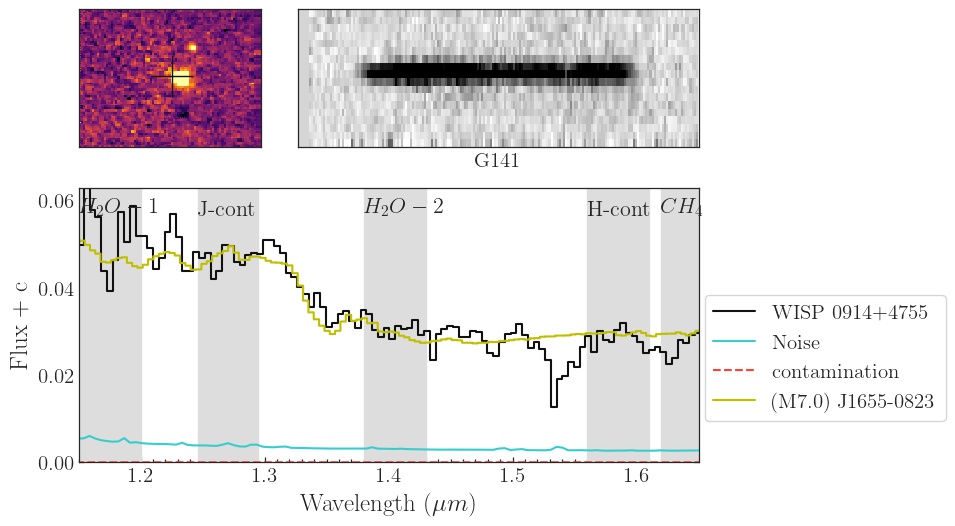 G141
H₂O − 1
J-cont
H₂O − 2
H-cont
CH₄
0.06
0.04
0.02
0.00
Flux + c
1.2
1.3
1.4
1.5
1.6
Wavelength (μm)
WISP 0914+4755
Noise
contamination
(M7.0) J1655-0823